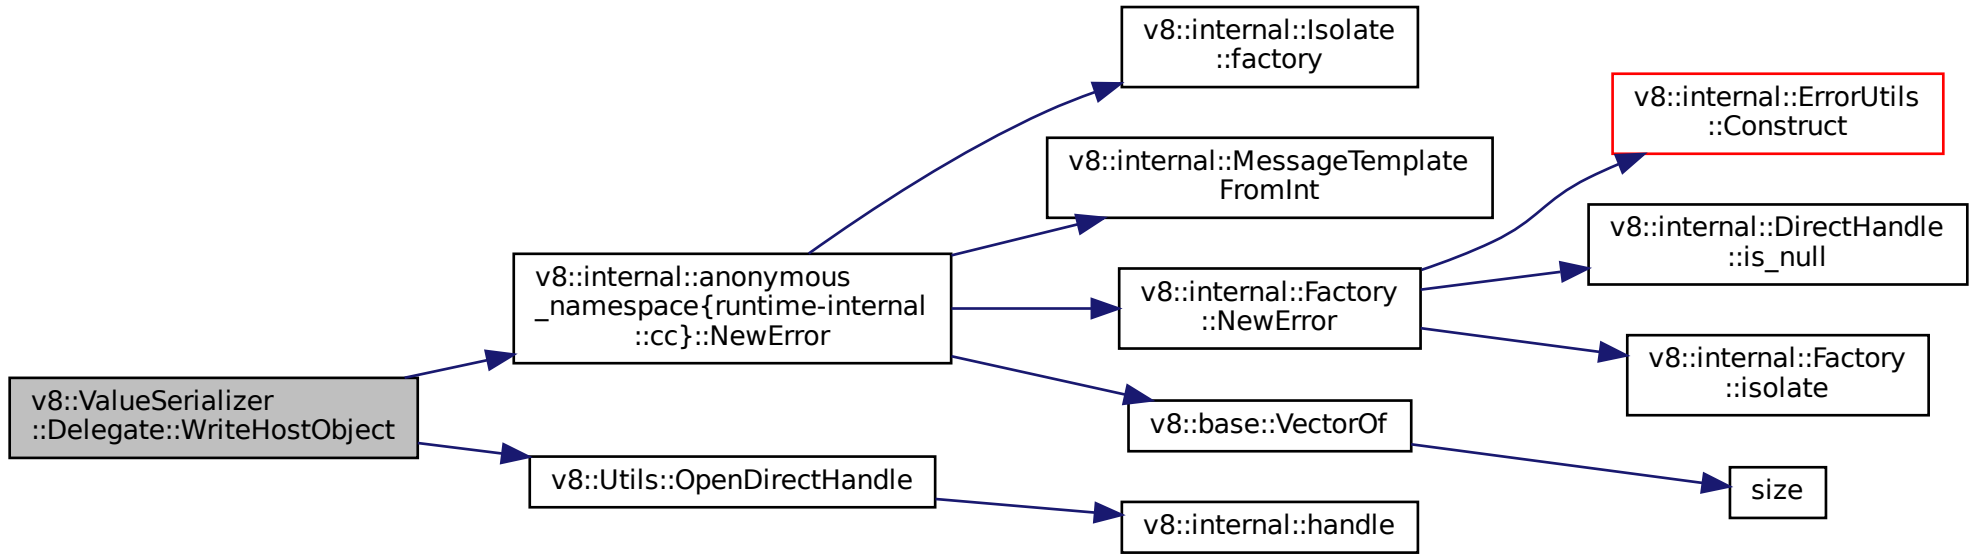 v8::ValueSerializer
::Delegate::WriteHostObject
v8::internal::anonymous
_namespace{runtime-internal
::cc}::NewError
v8::Utils::OpenDirectHandle
v8::internal::Isolate
::factory
v8::internal::MessageTemplate
FromInt
v8::internal::Factory
::NewError
v8::base::VectorOf
v8::internal::handle
v8::internal::ErrorUtils
::Construct
v8::internal::DirectHandle
::is_null
v8::internal::Factory
::isolate
size